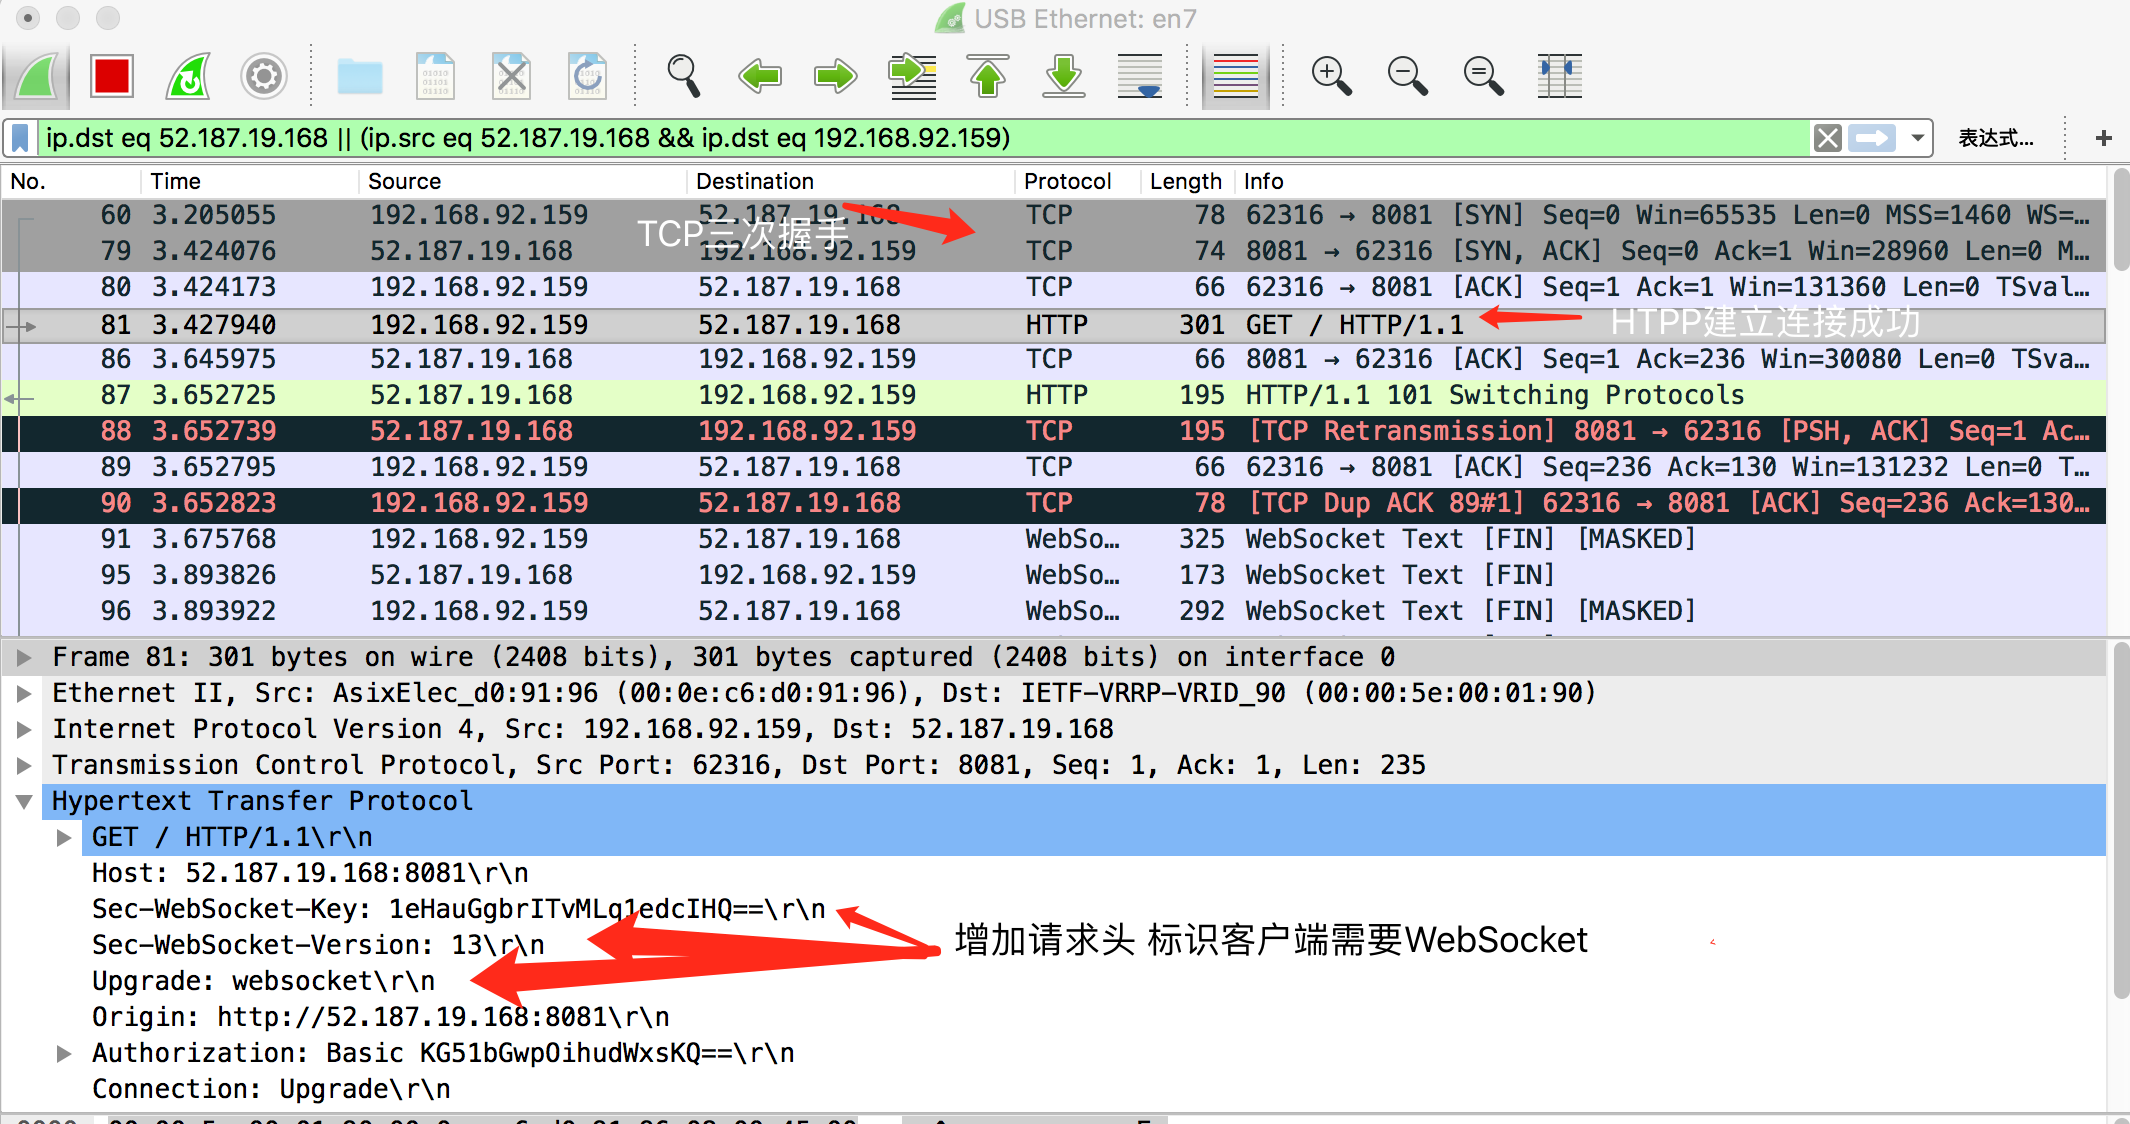 USB Ethernet: en7
ip.dst eq 52.187.19.168 || (ip.src eq 52.187.19.168 && ip.dst eq 192.168.92.159)
表达式... +
No. Time Source Destination Protocol Length Info
60 3.205055 192.168.92.159 52.187.19.168 TCP 78 62316 → 8081 [SYN] Seq=0 Win=65535 Len=0 MSS=1460 WS=…
TCP三次握手
79 3.424076 52.187.19.168 192.168.92.159 TCP 74 8081 → 62316 [SYN, ACK] Seq=0 Ack=1 Win=28960 Len=0 M…
80 3.424173 192.168.92.159 52.187.19.168 TCP 66 62316 → 8081 [ACK] Seq=1 Ack=1 Win=131360 Len=0 TSval…
81 3.427940 192.168.92.159 52.187.19.168 HTTP 301 GET / HTTP/1.1
HTPP建立连接成功
86 3.645975 52.187.19.168 192.168.92.159 TCP 66 8081 → 62316 [ACK] Seq=1 Ack=236 Win=30080 Len=0 TSva…
87 3.652725 52.187.19.168 192.168.92.159 HTTP 195 HTTP/1.1 101 Switching Protocols
88 3.652739 52.187.19.168 192.168.92.159 TCP 195 [TCP Retransmission] 8081 → 62316 [PSH, ACK] Seq=1 Ac…
89 3.652795 192.168.92.159 52.187.19.168 TCP 66 62316 → 8081 [ACK] Seq=236 Ack=130 Win=131232 Len=0 T…
90 3.652823 192.168.92.159 52.187.19.168 TCP 78 [TCP Dup ACK 89#1] 62316 → 8081 [ACK] Seq=236 Ack=130…
91 3.675768 192.168.92.159 52.187.19.168 WebSo… 325 WebSocket Text [FIN] [MASKED]
95 3.893826 52.187.19.168 192.168.92.159 WebSo… 173 WebSocket Text [FIN]
96 3.893922 192.168.92.159 52.187.19.168 WebSo… 292 WebSocket Text [FIN] [MASKED]
Frame 81: 301 bytes on wire (2408 bits), 301 bytes captured (2408 bits) on interface 0
Ethernet II, Src: AsixElec_d0:91:96 (00:0e:c6:d0:91:96), Dst: IETF-VRRP-VRID_90 (00:00:5e:00:01:90)
Internet Protocol Version 4, Src: 192.168.92.159, Dst: 52.187.19.168
Transmission Control Protocol, Src Port: 62316, Dst Port: 8081, Seq: 1, Ack: 1, Len: 235
Hypertext Transfer Protocol
GET / HTTP/1.1\r\n
Host: 52.187.19.168:8081\r\n
Sec-WebSocket-Key: 1eHauGgbrITvMLq1edcIHQ==\r\n
Sec-WebSocket-Version: 13\r\n
增加请求头 标识客户端需要WebSocket
Upgrade: websocket\r\n
Origin: http://52.187.19.168:8081\r\n
Authorization: Basic KG51bGwpOihudWxsKQ==\r\n
Connection: Upgrade\r\n